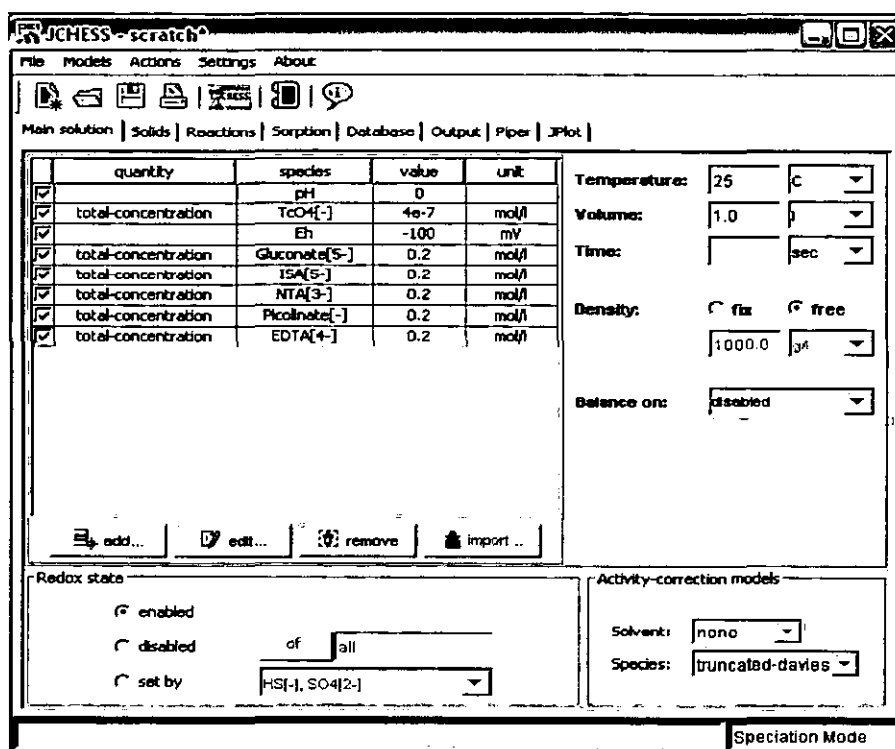 JCHESS - scratch*
File Models Actions Settings About
Main solution | Solids | Reactions | Sorption | Database | Output | Piper | JPlot
quantity species value unit
pH 0
total-concentration TcO4[-] 4e-7 mol/l
Eh -100 mV
total-concentration Gluconate[5-] 0.2 mol/l
total-concentration ISA[5-] 0.2 mol/l
total-concentration NTA[3-] 0.2 mol/l
total-concentration Picolinate[-] 0.2 mol/l
total-concentration EDTA[4-] 0.2 mol/l
add... edit... remove import ..
Temperature: 25 C
Volume: 1.0 l
Time: sec
Density: fix free
1000.0 g/l
Balance on: disabled
Redox state
enabled
disabled of all
set by HS[-], SO4[2-]
Activity-correction models
Solvent: none
Species: truncated-davies
Speciation Mode